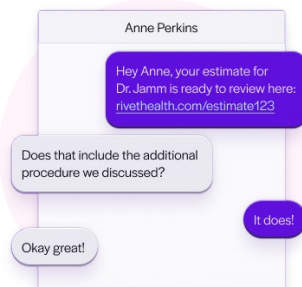 Anne Perkins
Hey Anne, your estimate for
Dr. Jamm is ready to review here:
rivethealth.com/estimate123
Does that include the additional
procedure we discussed?
It does!
Okay great!